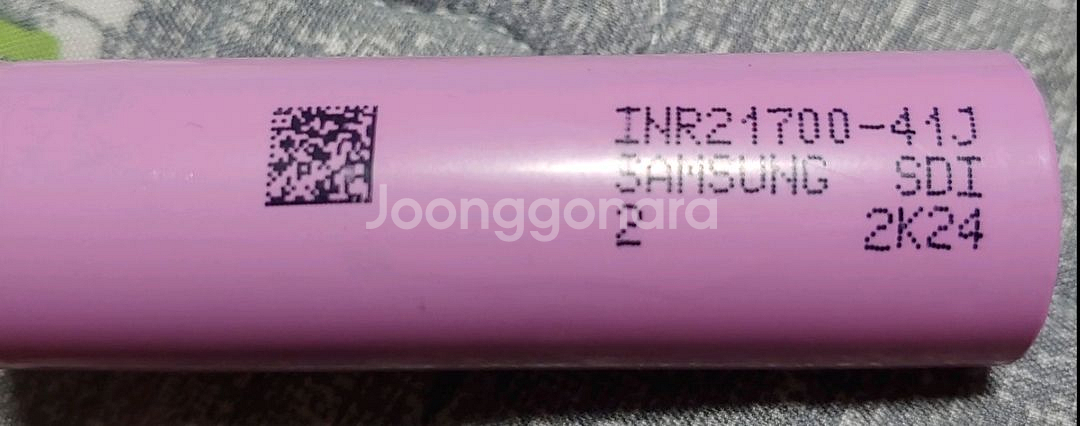 INR21700-41J
SAMSUNG SDI
2 2K24
Joonggonara